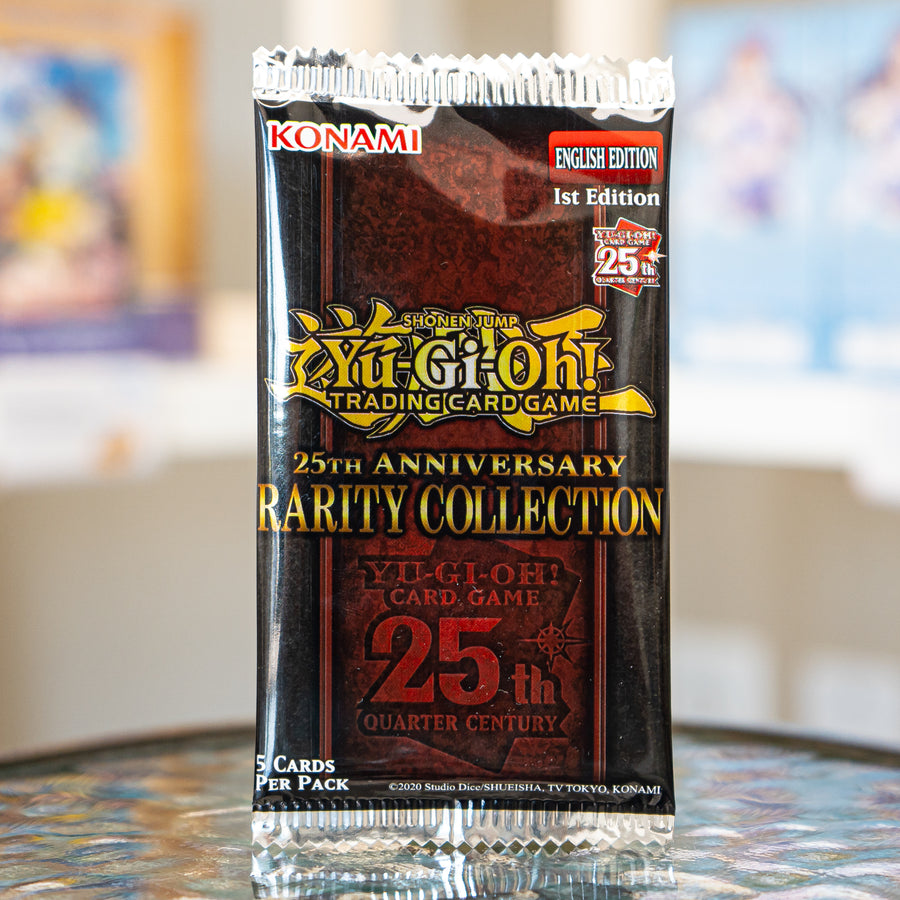 KONAMI
ENGLISH EDITION
1st Edition
YU-GI-OH!
CARD GAME
25th
QUARTER CENTURY
SHONEN JUMP
Yu-Gi-Oh!
TRADING CARD GAME
25TH ANNIVERSARY
RARITY COLLECTION
YU-GI-OH!
CARD GAME
25th
QUARTER CENTURY
5 CARDS
PER PACK
©2020 Studio Dice/SHUEISHA, TV TOKYO, KONAMI